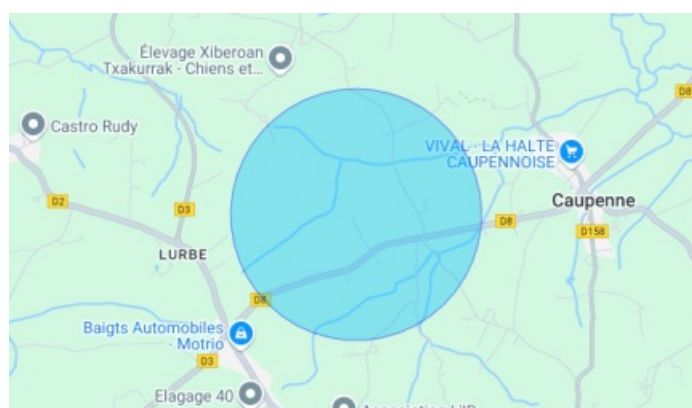 Élevage Xiberoan
Txakurrak - Chiens et...
D8
Castro Rudy
VIVAL - LA HALTE
CAUPENNOISE
D2
D3
Caupenne
D8
D158
LURBE
D8
Baigts Automobiles
- Motrio
D3
Elagage 40